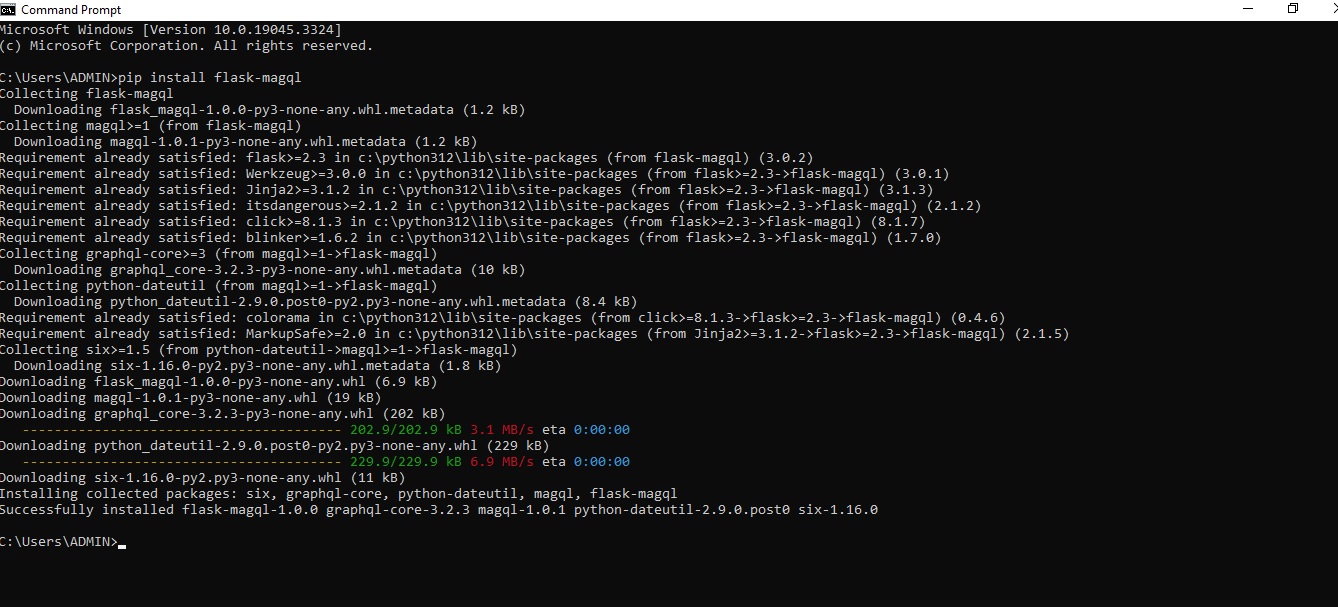 Command Prompt
Microsoft Windows [Version 10.0.19045.3324]
(c) Microsoft Corporation. All rights reserved.
C:\Users\ADMIN>pip install flask-magql
Collecting flask-magql
Downloading flask_magql-1.0.0-py3-none-any.whl.metadata (1.2 kB)
Collecting magql>=1 (from flask-magql)
Downloading magql-1.0.1-py3-none-any.whl.metadata (1.2 kB)
Requirement already satisfied: flask>=2.3 in c:\python312\lib\site-packages (from flask-magql) (3.0.2)
Requirement already satisfied: Werkzeug>=3.0.0 in c:\python312\lib\site-packages (from flask>=2.3->flask-magql) (3.0.1)
Requirement already satisfied: Jinja2>=3.1.2 in c:\python312\lib\site-packages (from flask>=2.3->flask-magql) (3.1.3)
Requirement already satisfied: itsdangerous>=2.1.2 in c:\python312\lib\site-packages (from flask>=2.3->flask-magql) (2.1.2)
Requirement already satisfied: click>=8.1.3 in c:\python312\lib\site-packages (from flask>=2.3->flask-magql) (8.1.7)
Requirement already satisfied: blinker>=1.6.2 in c:\python312\lib\site-packages (from flask>=2.3->flask-magql) (1.7.0)
Collecting graphql-core>=3 (from magql>=1->flask-magql)
Downloading graphql_core-3.2.3-py3-none-any.whl.metadata (10 kB)
Collecting python-dateutil (from magql>=1->flask-magql)
Downloading python_dateutil-2.9.0.post0-py2.py3-none-any.whl.metadata (8.4 kB)
Requirement already satisfied: colorama in c:\python312\lib\site-packages (from click>=8.1.3->flask>=2.3->flask-magql) (0.4.6)
Requirement already satisfied: MarkupSafe>=2.0 in c:\python312\lib\site-packages (from Jinja2>=3.1.2->flask>=2.3->flask-magql) (2.1.5)
Collecting six>=1.5 (from python-dateutil->magql>=1->flask-magql)
Downloading six-1.16.0-py2.py3-none-any.whl.metadata (1.8 kB)
Downloading flask_magql-1.0.0-py3-none-any.whl (6.9 kB)
Downloading magql-1.0.1-py3-none-any.whl (19 kB)
Downloading graphql_core-3.2.3-py3-none-any.whl (202 kB)
---------------------------------------- 202.9/202.9 kB 3.1 MB/s eta 0:00:00
Downloading python_dateutil-2.9.0.post0-py2.py3-none-any.whl (229 kB)
---------------------------------------- 229.9/229.9 kB 6.9 MB/s eta 0:00:00
Downloading six-1.16.0-py2.py3-none-any.whl (11 kB)
Installing collected packages: six, graphql-core, python-dateutil, magql, flask-magql
Successfully installed flask-magql-1.0.0 graphql-core-3.2.3 magql-1.0.1 python-dateutil-2.9.0.post0 six-1.16.0
C:\Users\ADMIN>